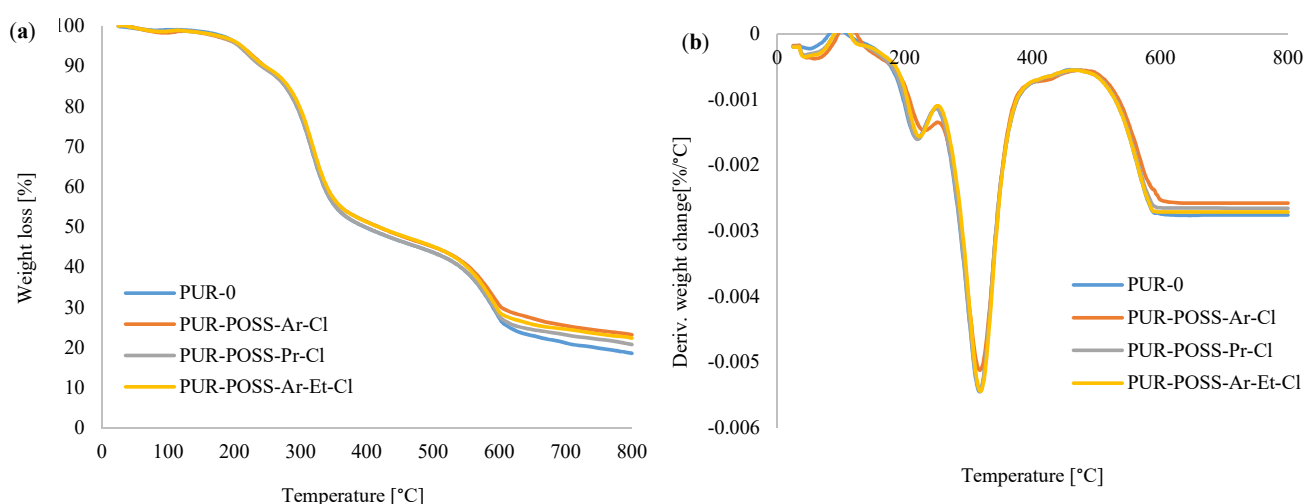 (a)
100
90
80
70
60
50
40
30
20
10
0
Weight loss [%]
PUR-0
PUR-POSS-Ar-Cl
PUR-POSS-Pr-Cl
PUR-POSS-Ar-Et-Cl
0 100 200 300 400 500 600 700 800
Temperature [°C]
(b)
0
0 200 400 600 800
-0.001
-0.002
-0.003
-0.004
-0.005
-0.006
Deriv. weight change[%/°C]
PUR-0
PUR-POSS-Ar-Cl
PUR-POSS-Pr-Cl
PUR-POSS-Ar-Et-Cl
Temperature [°C]